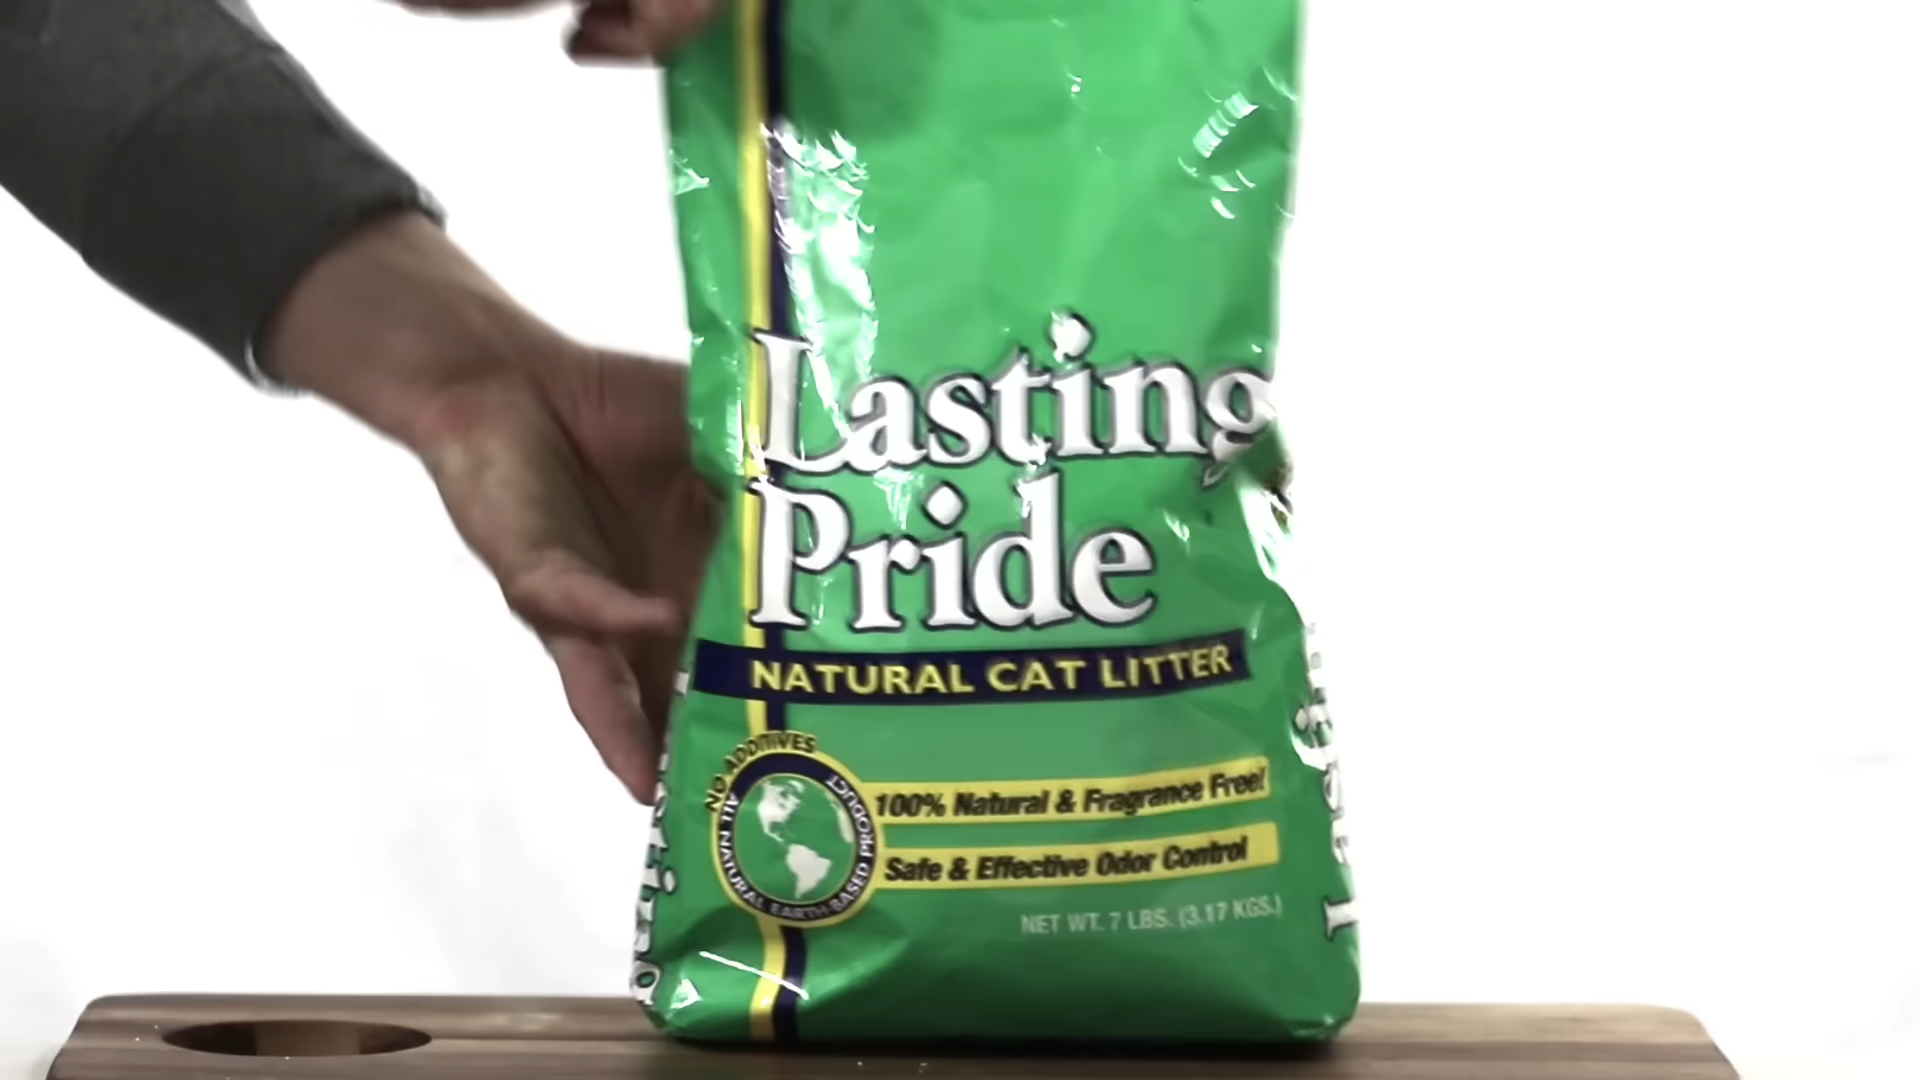 Lasting
Pride
NATURAL CAT LITTER
NO ADDITIVES
ALL NATURAL EARTH-BASED PRODUCT
100% Natural & Fragrance Free!
Safe & Effective Odor Control
NET WT. 7 LBS. (3.17 KGS.)